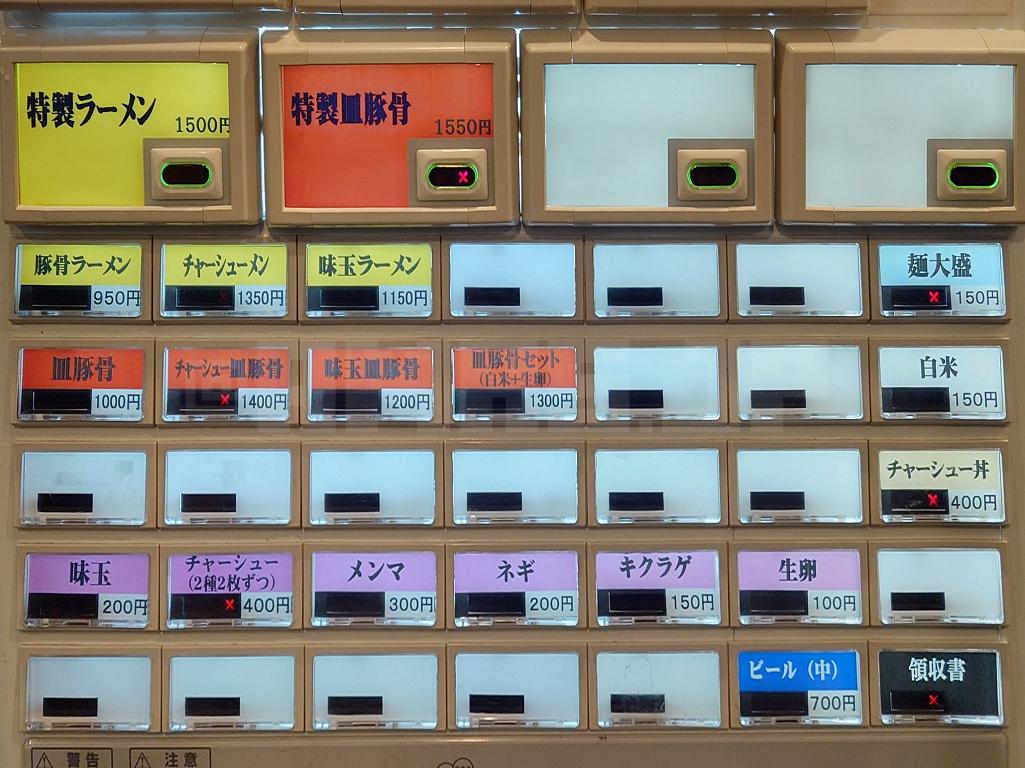 特製ラーメン
1500円
特製皿豚骨
1550円
x
豚骨ラーメン
950円
チャーシューメン
x 1350円
味玉ラーメン
1150円
麺大盛
x 150円
皿豚骨
1000円
チャーシュー皿豚骨
x 1400円
味玉皿豚骨
1200円
皿豚骨セット
(白米+生卵)
1300円
白米
150円
チャーシュー丼
x 400円
味玉
200円
チャーシュー
(2種2枚ずつ)
x 400円
メンマ
300円
ネギ
200円
キクラゲ
150円
生卵
100円
ビール (中)
700円
領収書
x
警告
注意